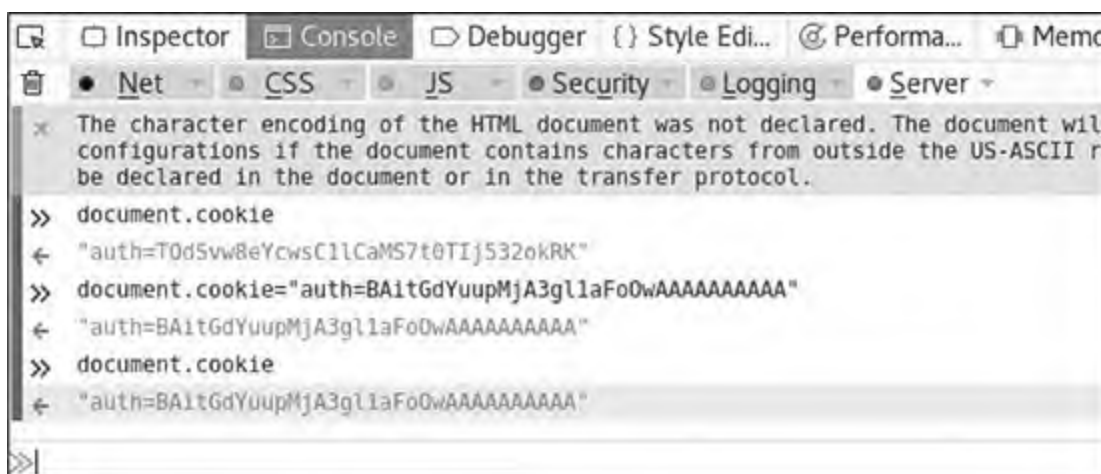 Inspector Console Debugger {} Style Edi... Performa... Memo
Net CSS JS Security Logging Server
The character encoding of the HTML document was not declared. The document wil
configurations if the document contains characters from outside the US-ASCII r
be declared in the document or in the transfer protocol.
» document.cookie
← "auth=TOdSvw8eYcwsC1lCaMS7t0TIj532okRK"
» document.cookie="auth=BAitGdYuupMjA3gl1aFoOwAAAAAAAAAA"
← "auth=BAitGdYuupMjA3gl1aFoOwAAAAAAAAAA"
» document.cookie
← "auth=BAitGdYuupMjA3gl1aFoOwAAAAAAAAAA"
»